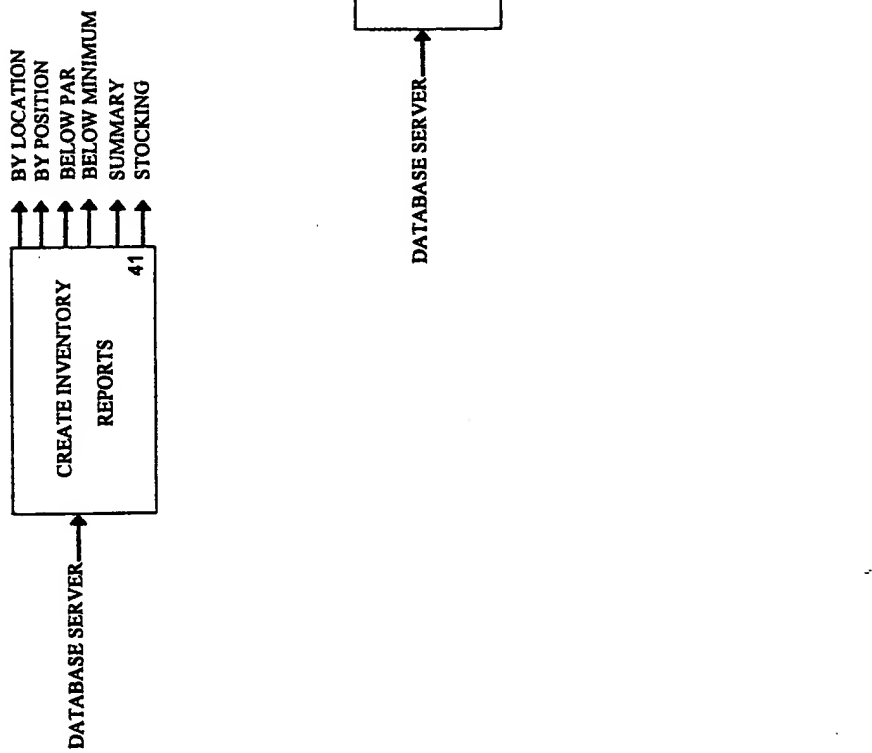 DATABASE SERVER
CREATE INVENTORY
REPORTS
41
BY LOCATION
BY POSITION
BELOW PAR
BELOW MINIMUM
SUMMARY
STOCKING
DATABASE SERVER